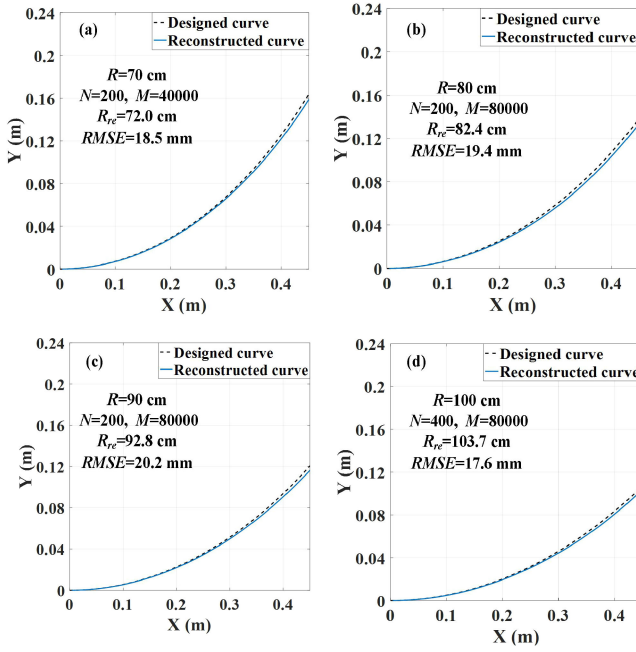 (a)
Designed curve
Reconstructed curve
R=70 cm
N=200, M=40000
Rre=72.0 cm
RMSE=18.5 mm
Y (m)
0.24
0.2
0.16
0.12
0.08
0.04
0
0 0.1 0.2 0.3 0.4
X (m)
(b)
Designed curve
Reconstructed curve
R=80 cm
N=200, M=80000
Rre=82.4 cm
RMSE=19.4 mm
Y (m)
0.24
0.2
0.16
0.12
0.08
0.04
0
0 0.1 0.2 0.3 0.4
X (m)
(c)
Designed curve
Reconstructed curve
R=90 cm
N=200, M=80000
Rre=92.8 cm
RMSE=20.2 mm
Y (m)
0.24
0.2
0.16
0.12
0.08
0.04
0
0 0.1 0.2 0.3 0.4
X (m)
(d)
Designed curve
Reconstructed curve
R=100 cm
N=400, M=80000
Rre=103.7 cm
RMSE=17.6 mm
Y (m)
0.24
0.2
0.16
0.12
0.08
0.04
0
0 0.1 0.2 0.3 0.4
X (m)